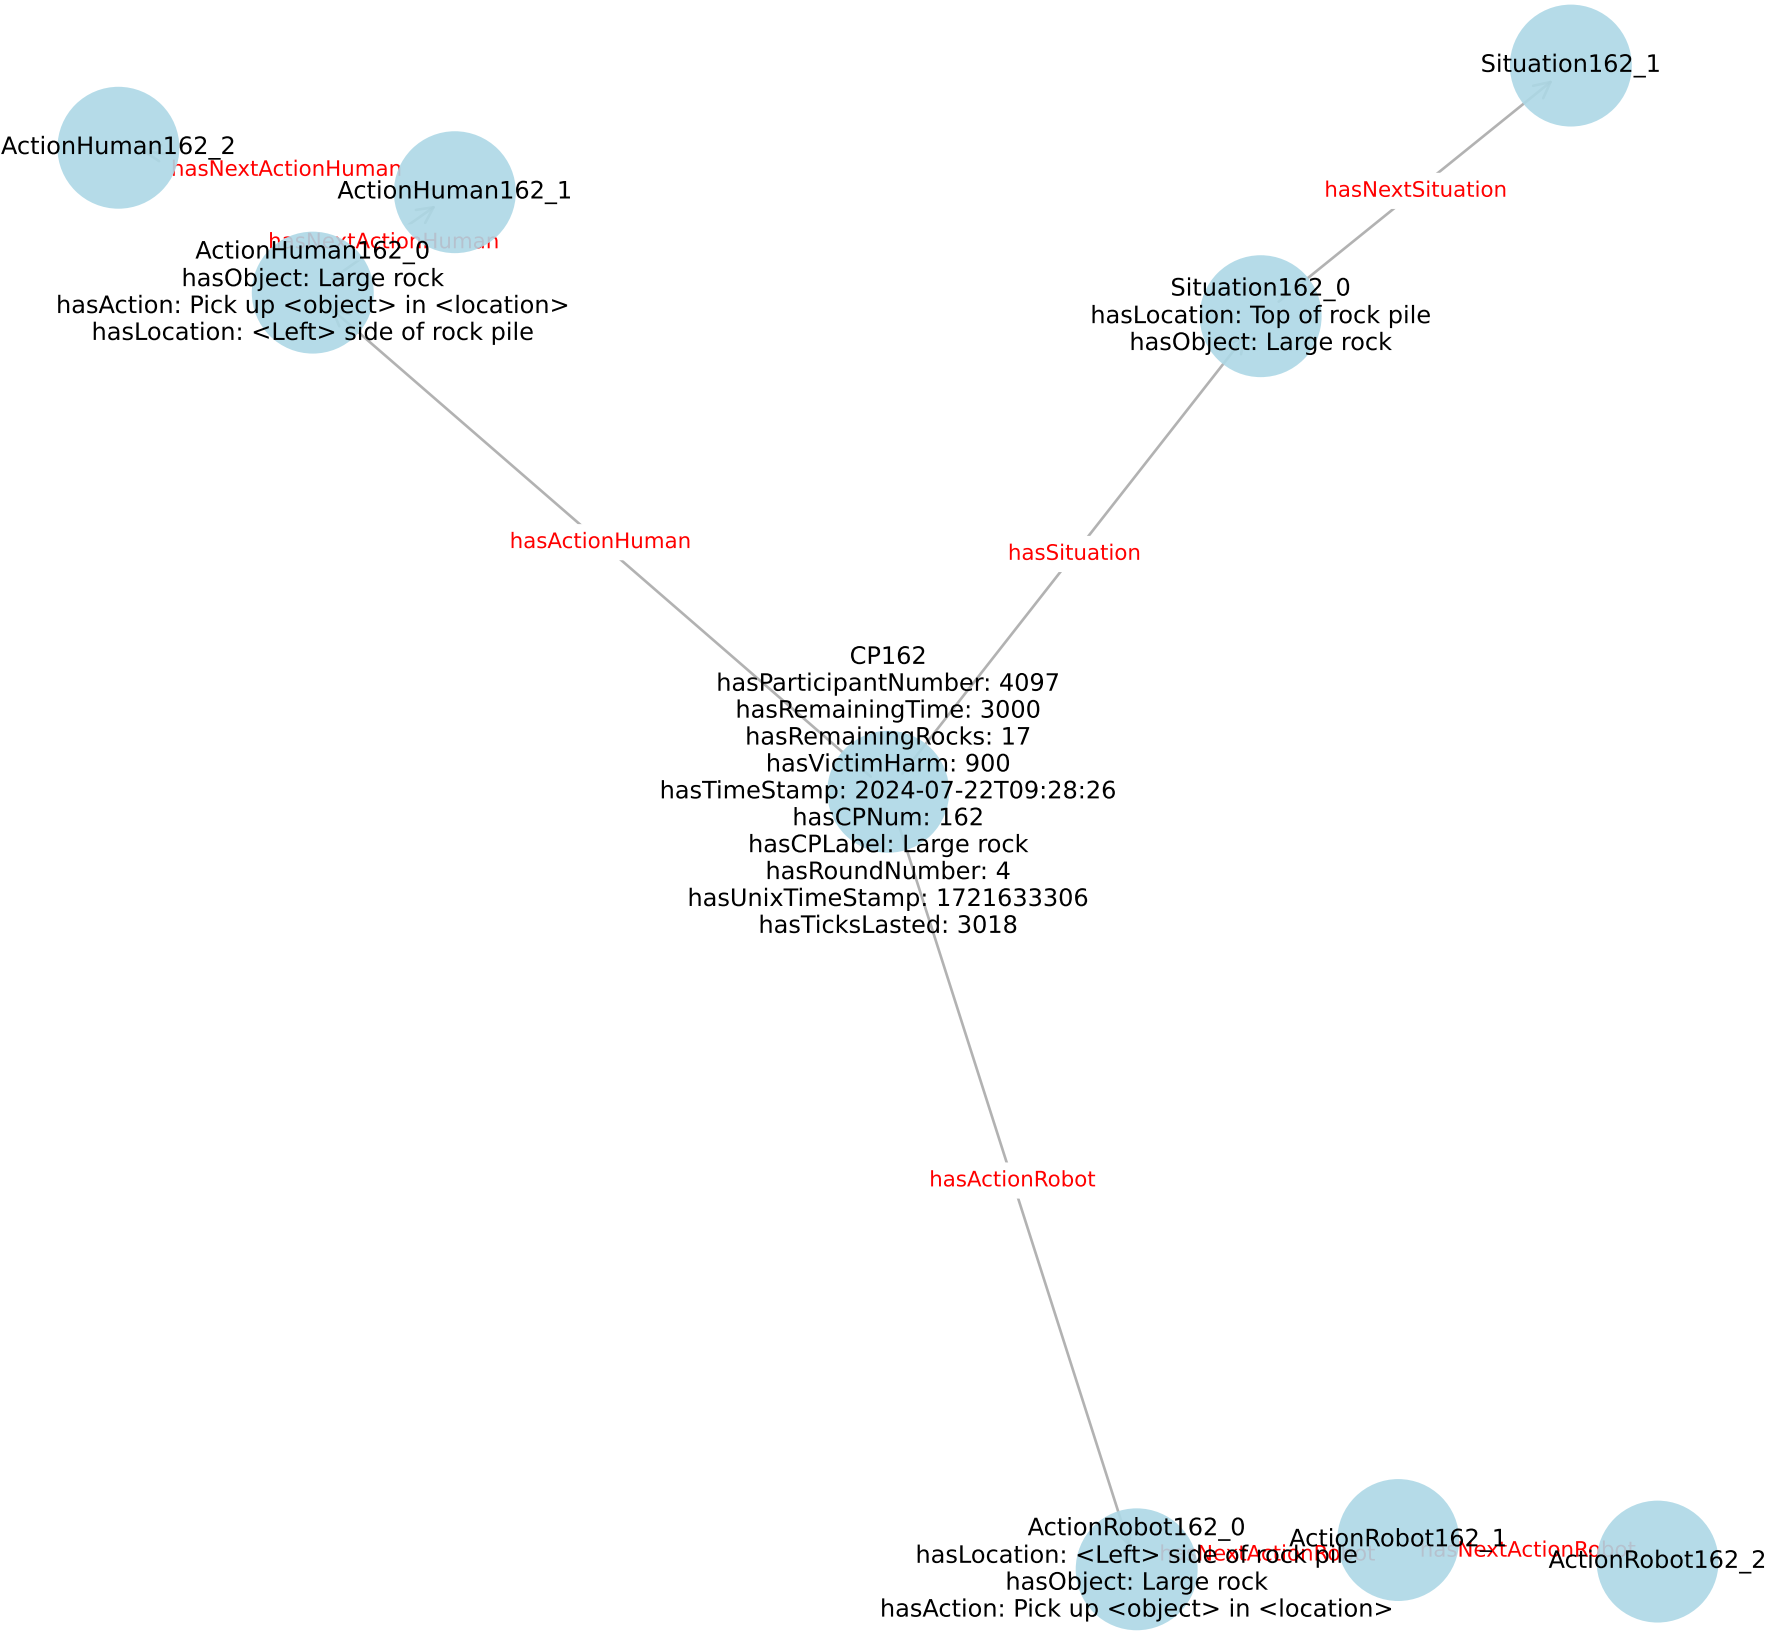 Situation162_1
ActionHuman162_2
hasNextActionHuman
ActionHuman162_1
hasNextSituation
hasNextActionHuman
ActionHuman162_0
hasObject: Large rock
hasAction: Pick up <object> in <location>
hasLocation: <Left> side of rock pile
Situation162_0
hasLocation: Top of rock pile
hasObject: Large rock
hasActionHuman
hasSituation
CP162
hasParticipantNumber: 4097
hasRemainingTime: 3000
hasRemainingRocks: 17
hasVictimHarm: 900
hasTimeStamp: 2024-07-22T09:28:26
hasCPNum: 162
hasCPLabel: Large rock
hasRoundNumber: 4
hasUnixTimeStamp: 1721633306
hasTicksLasted: 3018
hasActionRobot
ActionRobot162_0
hasLocation: <Left> side of rock pile
hasObject: Large rock
hasAction: Pick up <object> in <location>
hasNextActionRobot
ActionRobot162_1
hasNextActionRobot
ActionRobot162_2